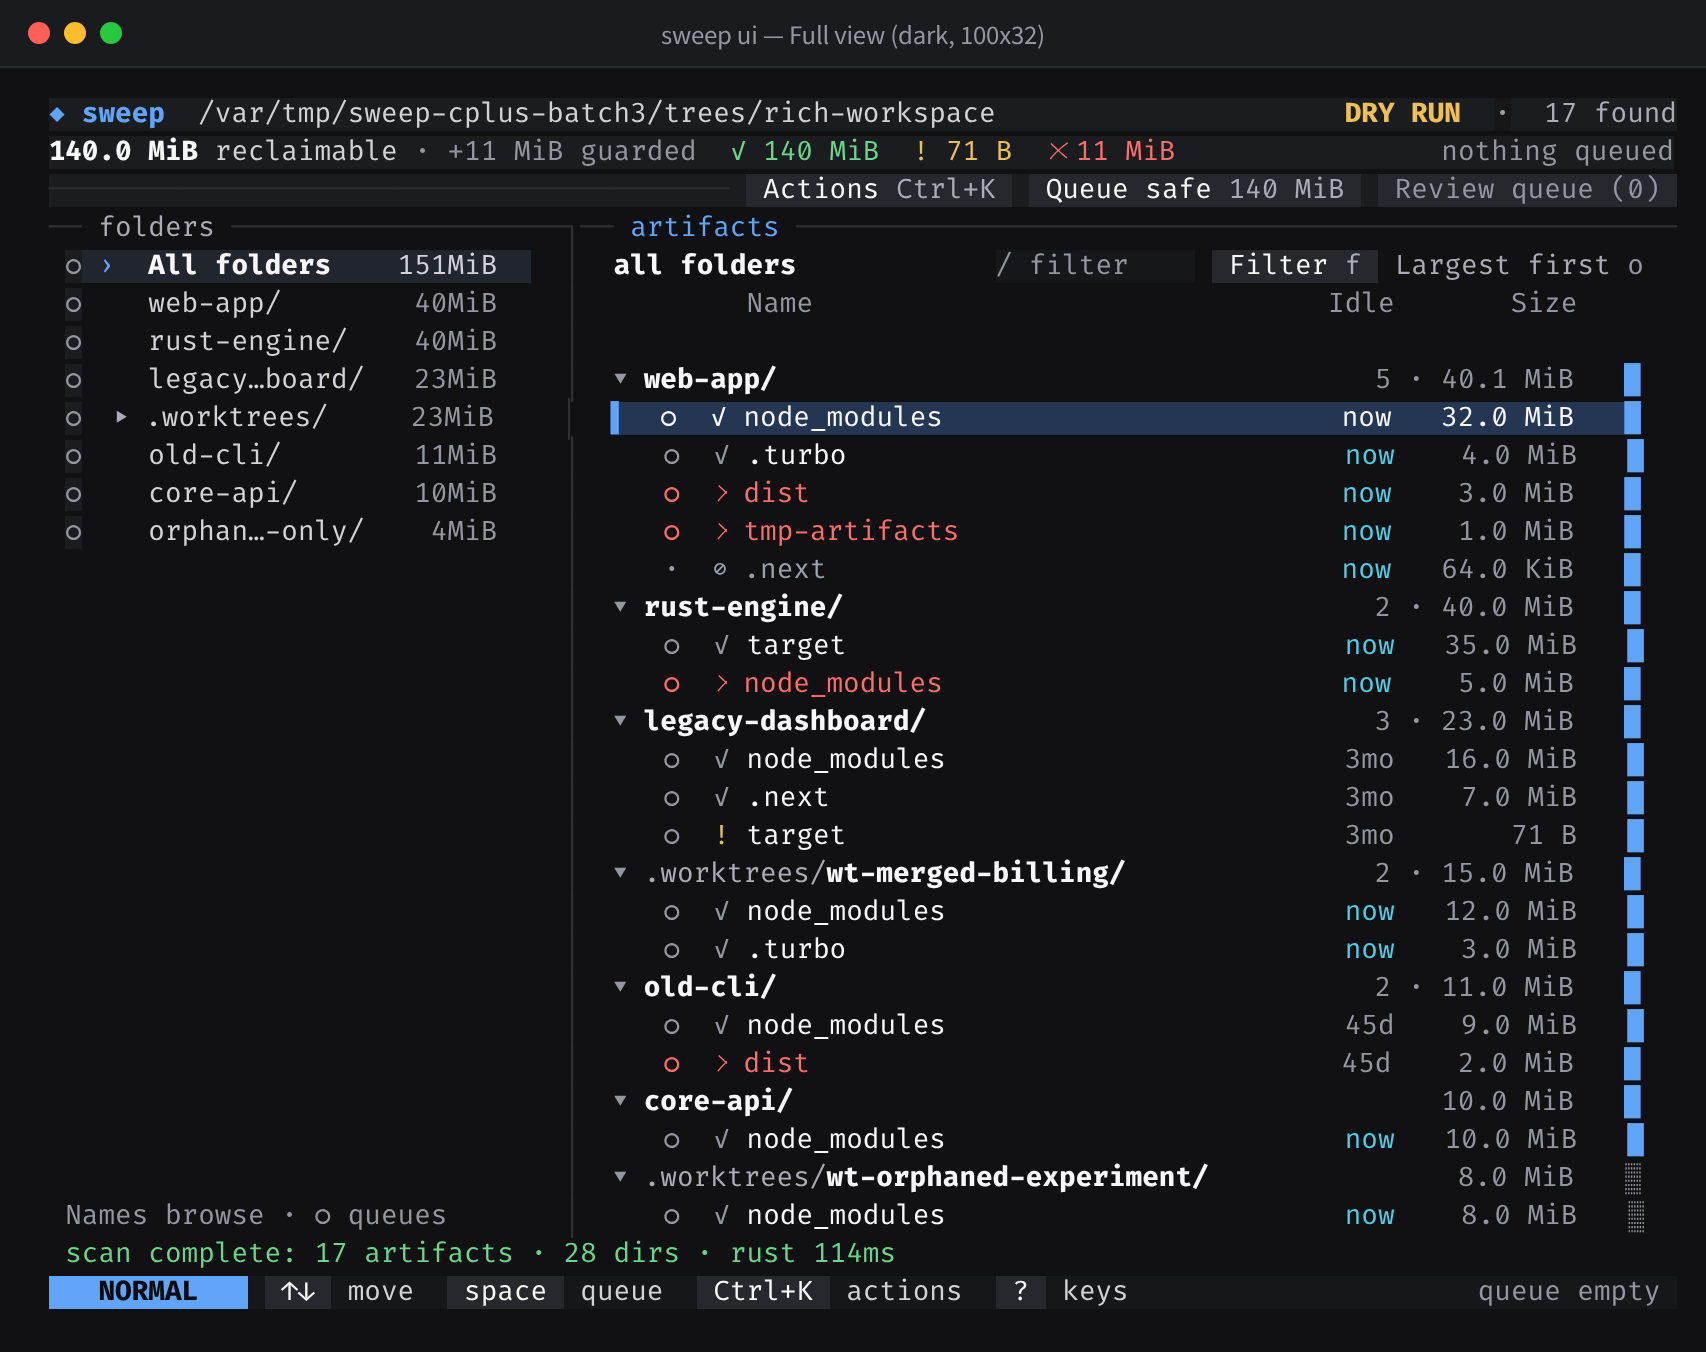 sweep ui — Full view (dark, 100x32)
◆ sweep /var/tmp/sweep-cplus-batch3/trees/rich-workspace DRY RUN · 17 found
140.0 MiB reclaimable · +11 MiB guarded √ 140 MiB ! 71 B × 11 MiB nothing queued
Actions Ctrl+K Queue safe 140 MiB Review queue (0)
folders
○ › All folders 151MiB
○ web-app/ 40MiB
○ rust-engine/ 40MiB
○ legacy…board/ 23MiB
○ ▸ .worktrees/ 23MiB
○ old-cli/ 11MiB
○ core-api/ 10MiB
○ orphan…-only/ 4MiB
Names browse · ○ queues
artifacts
all folders / filter Filter f Largest first o
Name Idle Size
▾ web-app/ 5 · 40.1 MiB
○ √ node_modules now 32.0 MiB
○ √ .turbo now 4.0 MiB
○ > dist now 3.0 MiB
○ > tmp-artifacts now 1.0 MiB
· ⊘ .next now 64.0 KiB
▾ rust-engine/ 2 · 40.0 MiB
○ √ target now 35.0 MiB
○ > node_modules now 5.0 MiB
▾ legacy-dashboard/ 3 · 23.0 MiB
○ √ node_modules 3mo 16.0 MiB
○ √ .next 3mo 7.0 MiB
○ ! target 3mo 71 B
▾ .worktrees/wt-merged-billing/ 2 · 15.0 MiB
○ √ node_modules now 12.0 MiB
○ √ .turbo now 3.0 MiB
▾ old-cli/ 2 · 11.0 MiB
○ √ node_modules 45d 9.0 MiB
○ > dist 45d 2.0 MiB
▾ core-api/ 10.0 MiB
○ √ node_modules now 10.0 MiB
▾ .worktrees/wt-orphaned-experiment/ 8.0 MiB
○ √ node_modules now 8.0 MiB
scan complete: 17 artifacts · 28 dirs · rust 114ms
NORMAL ↑↓ move space queue Ctrl+K actions ? keys queue empty